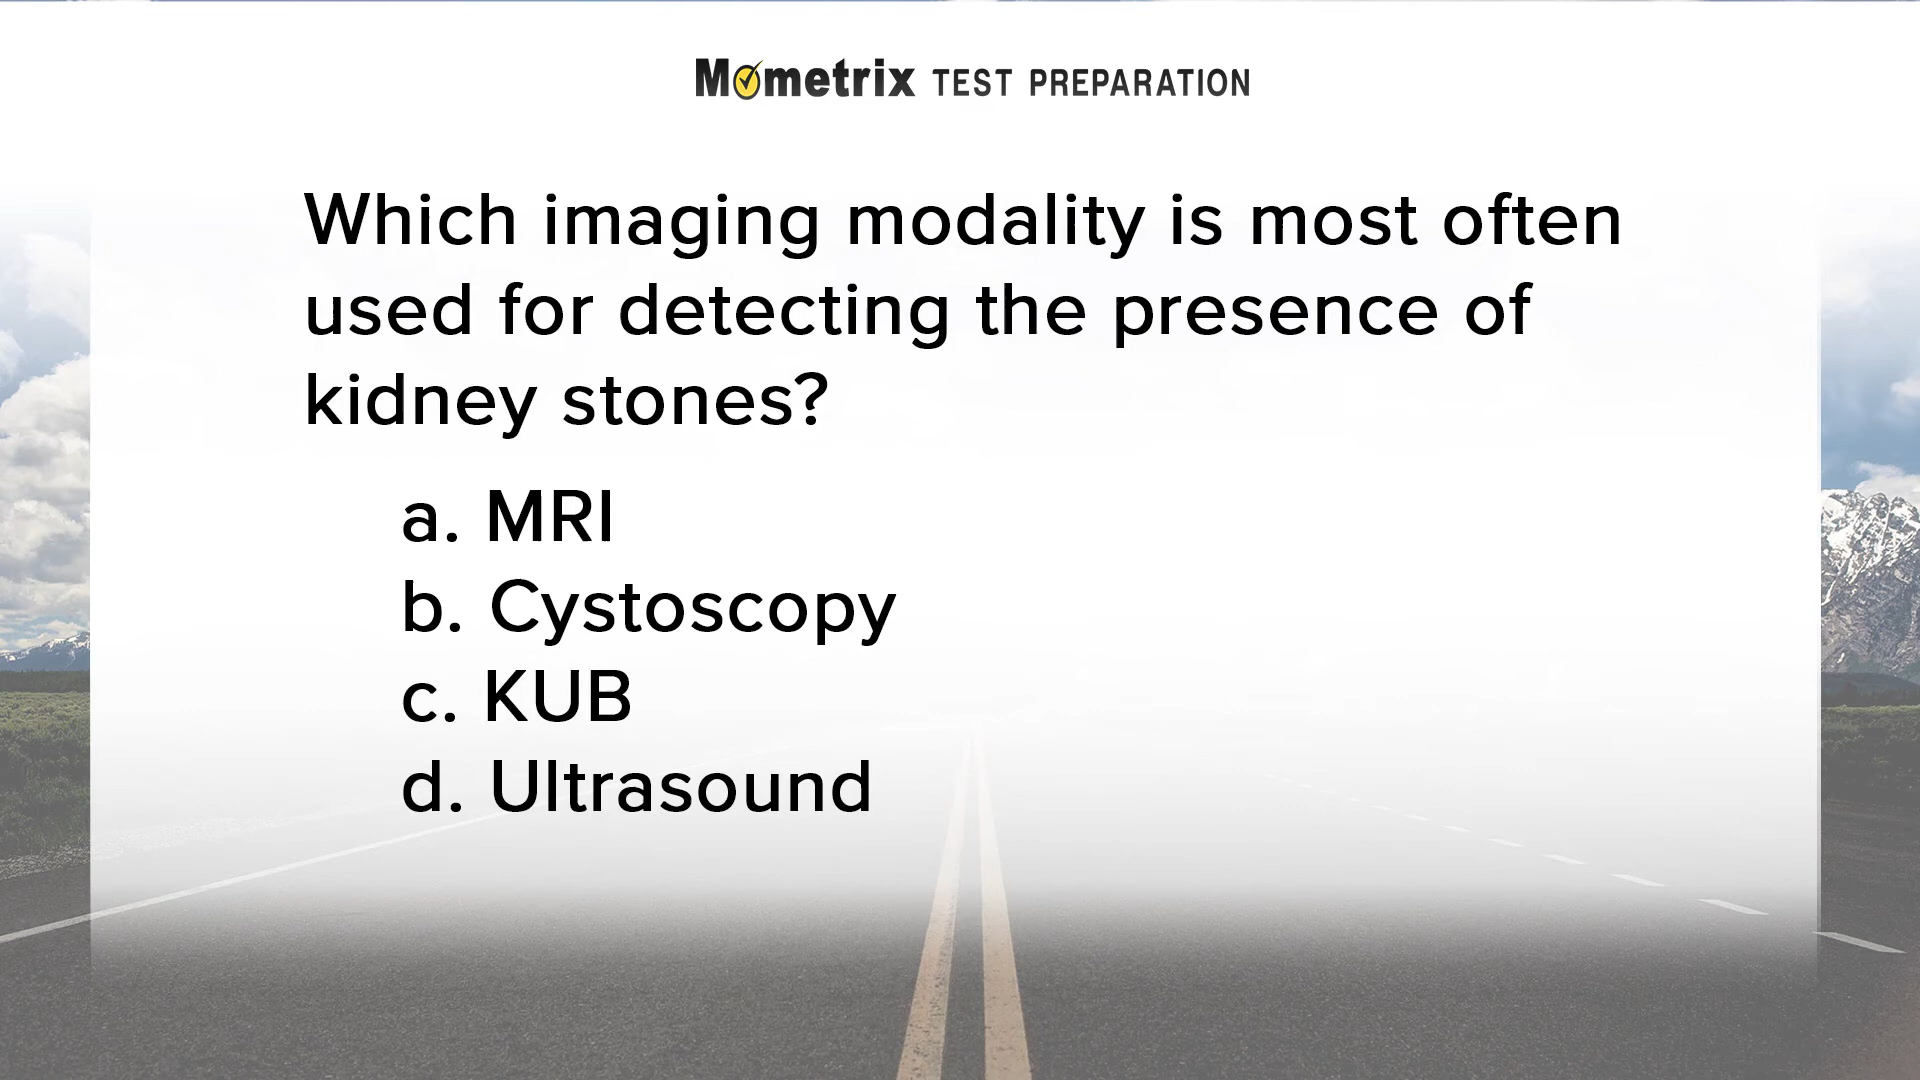 Mometrix TEST PREPARATION
Which imaging modality is most often
used for detecting the presence of
kidney stones?
a. MRI
b. Cystoscopy
c. KUB
d. Ultrasound